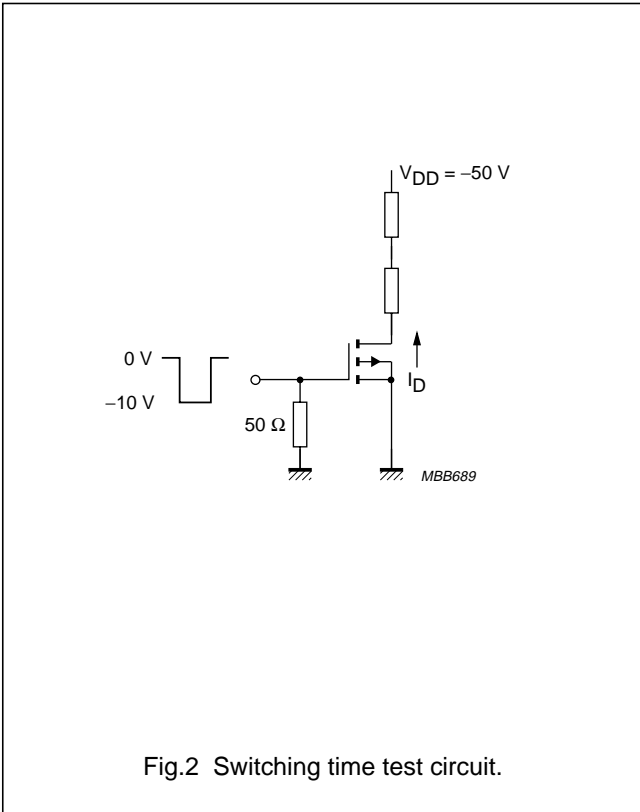 V_DD = −50 V
0 V
−10 V
I_D
50 Ω
MBB689
Fig.2 Switching time test circuit.